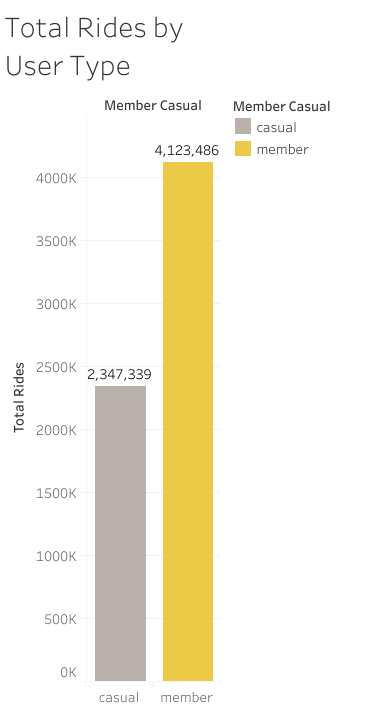 Total Rides by
User Type
Member Casual
Member Casual
casual
member
4,123,486
4000K
3500K
3000K
2500K
2,347,339
Total Rides
2000K
1500K
1000K
500K
0K
casual
member